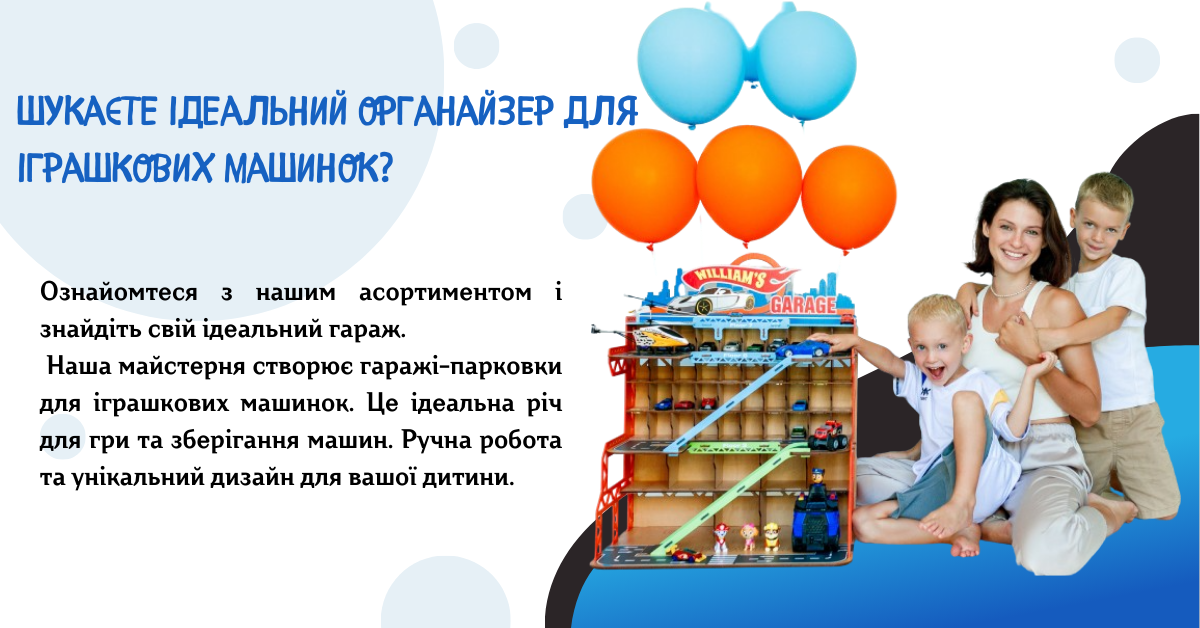 ШУКАЄТЕ ІДЕАЛЬНИЙ ОРГАНАЙЗЕР ДЛЯ
ІГРАШКОВИХ МАШИНОК?
Ознайомтеся з нашим асортиментом і
знайдіть свій ідеальний гараж.
Наша майстерня створює гаражі-парковки
для іграшкових машинок. Це ідеальна річ
для гри та зберігання машин. Ручна робота
та унікальний дизайн для вашої дитини.
WILLIAM'S
GARAGE